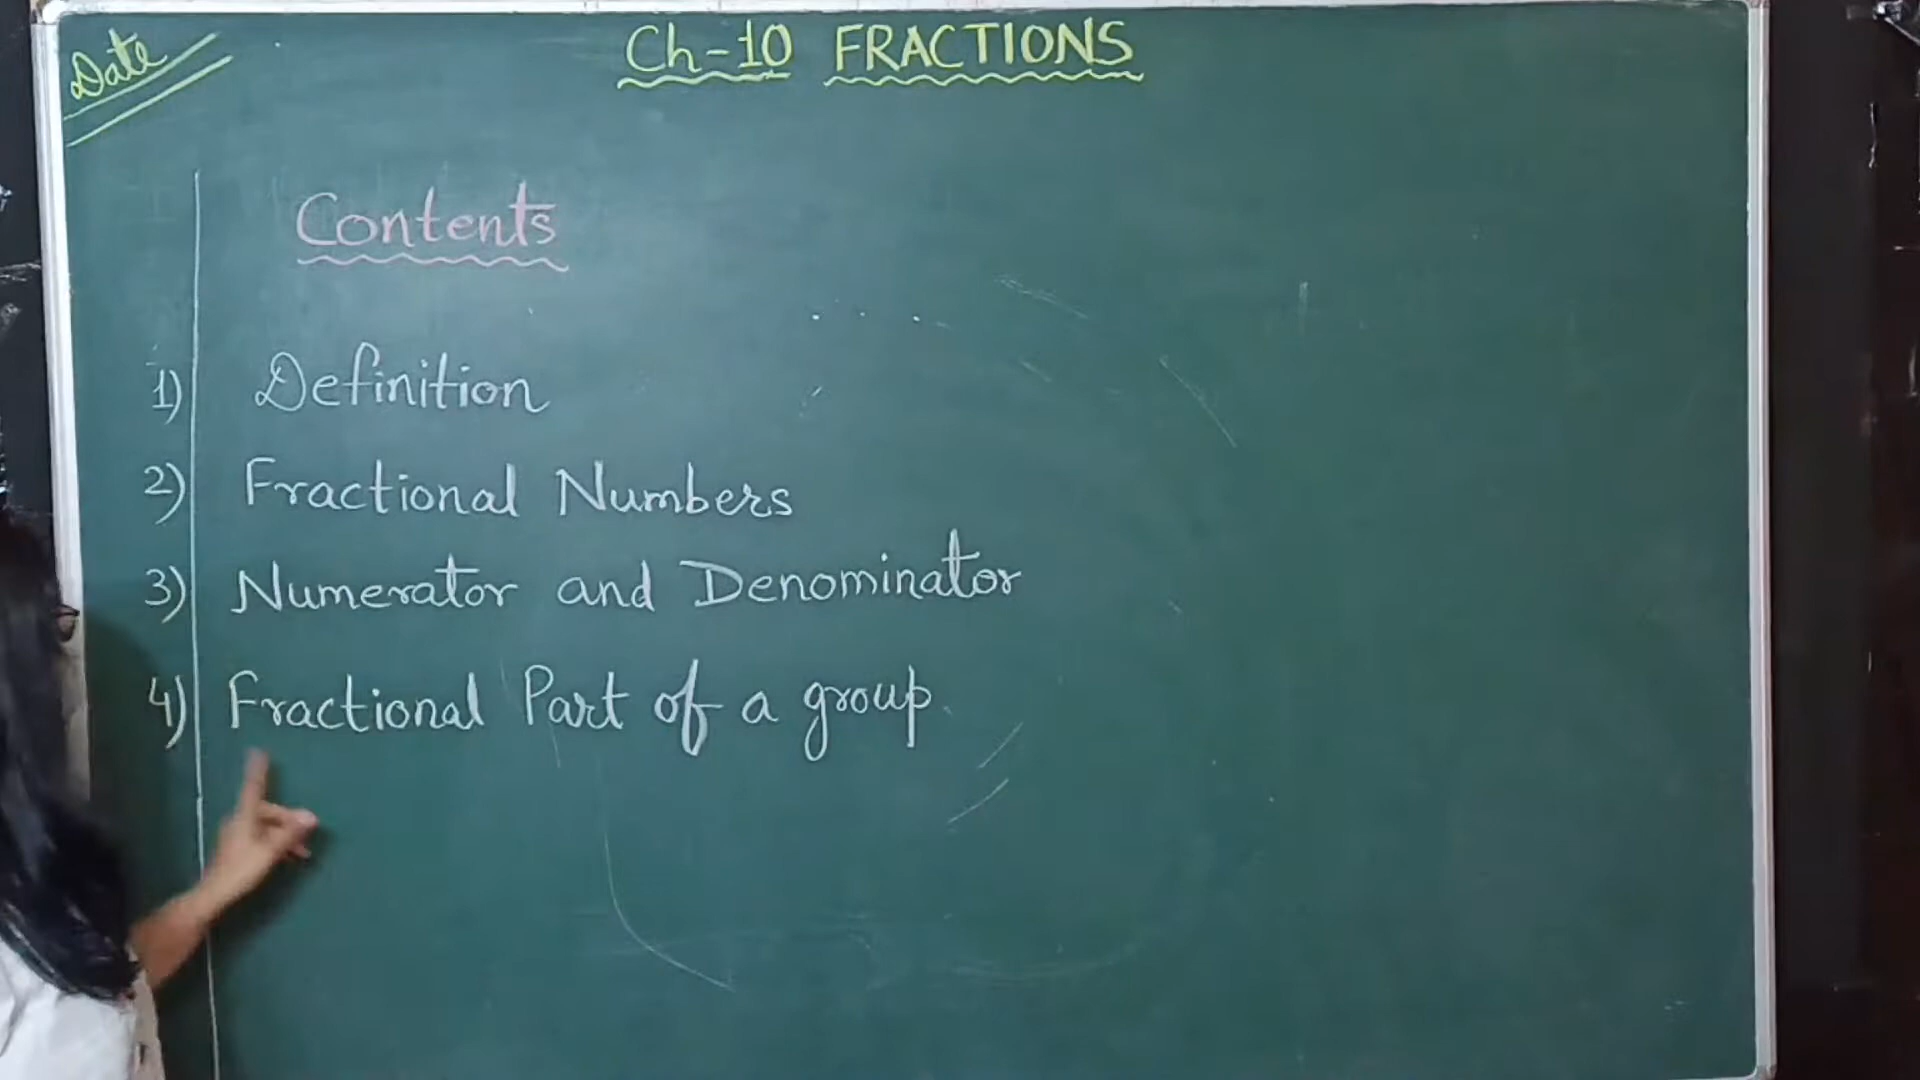 Date
Ch-10 FRACTIONS
Contents
1) Definition
2) Fractional Numbers
3) Numerator and Denominator
4) Fractional Part of a group.